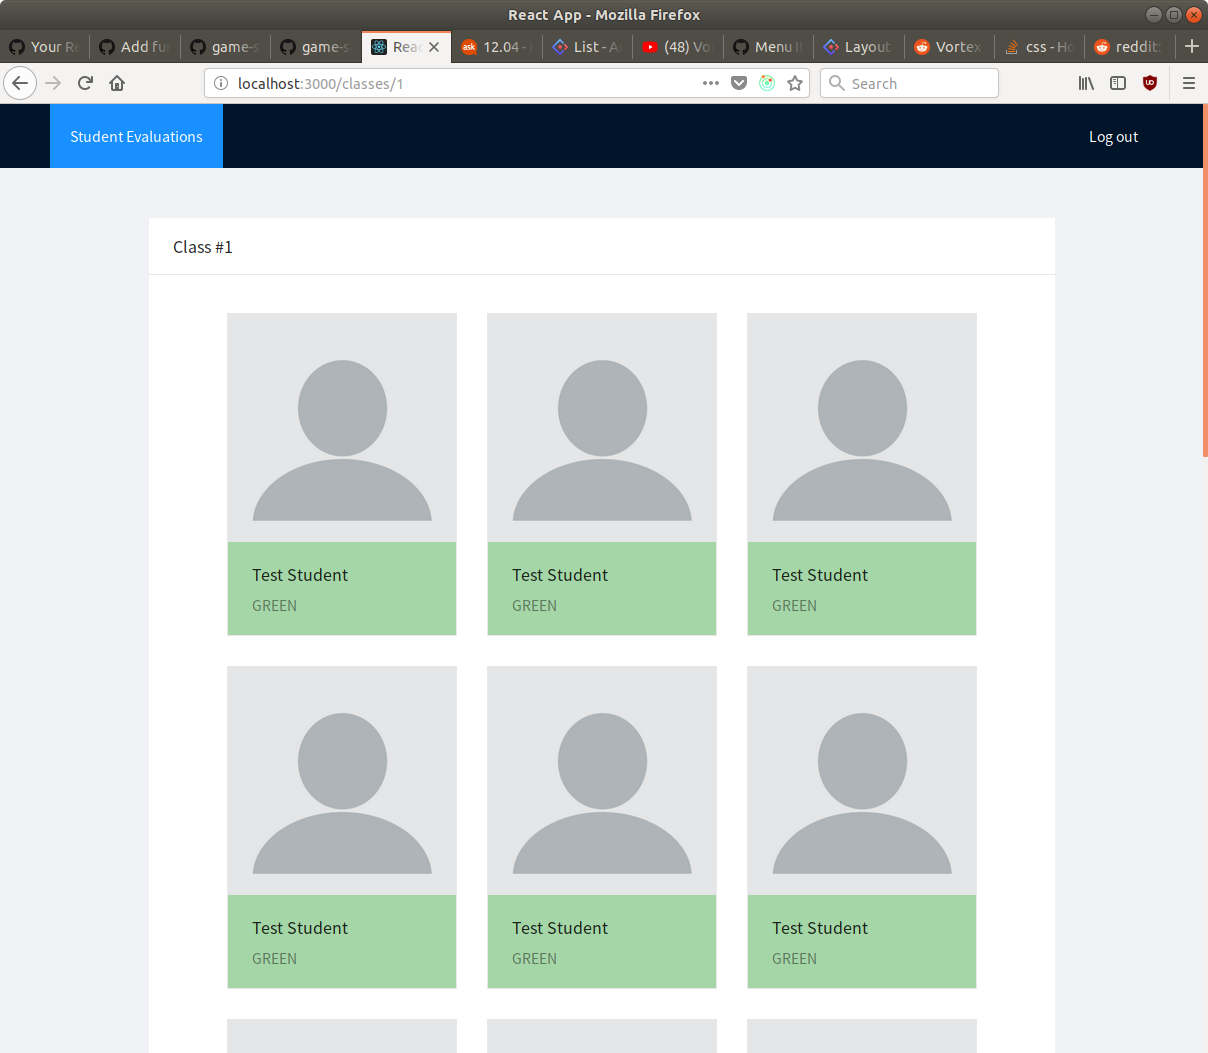 React App - Mozilla Firefox
Your Re
Add fu
game-s
game-s
Reac
12.04 -
List - A
(48) Vo
Menu
Layout
Vortex
css - Ho
reddit:
localhost:3000/classes/1
Search
Student Evaluations
Log out
Class #1
Test Student
GREEN
Test Student
GREEN
Test Student
GREEN
Test Student
GREEN
Test Student
GREEN
Test Student
GREEN